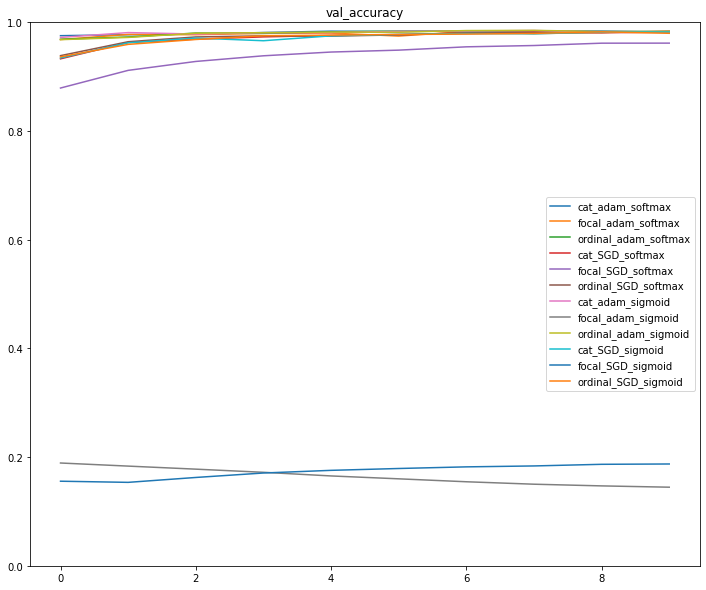 val_accuracy
1.0
0.8
0.6
0.4
0.2
0.0
0 2 4 6 8
cat_adam_softmax
focal_adam_softmax
ordinal_adam_softmax
cat_SGD_softmax
focal_SGD_softmax
ordinal_SGD_softmax
cat_adam_sigmoid
focal_adam_sigmoid
ordinal_adam_sigmoid
cat_SGD_sigmoid
focal_SGD_sigmoid
ordinal_SGD_sigmoid